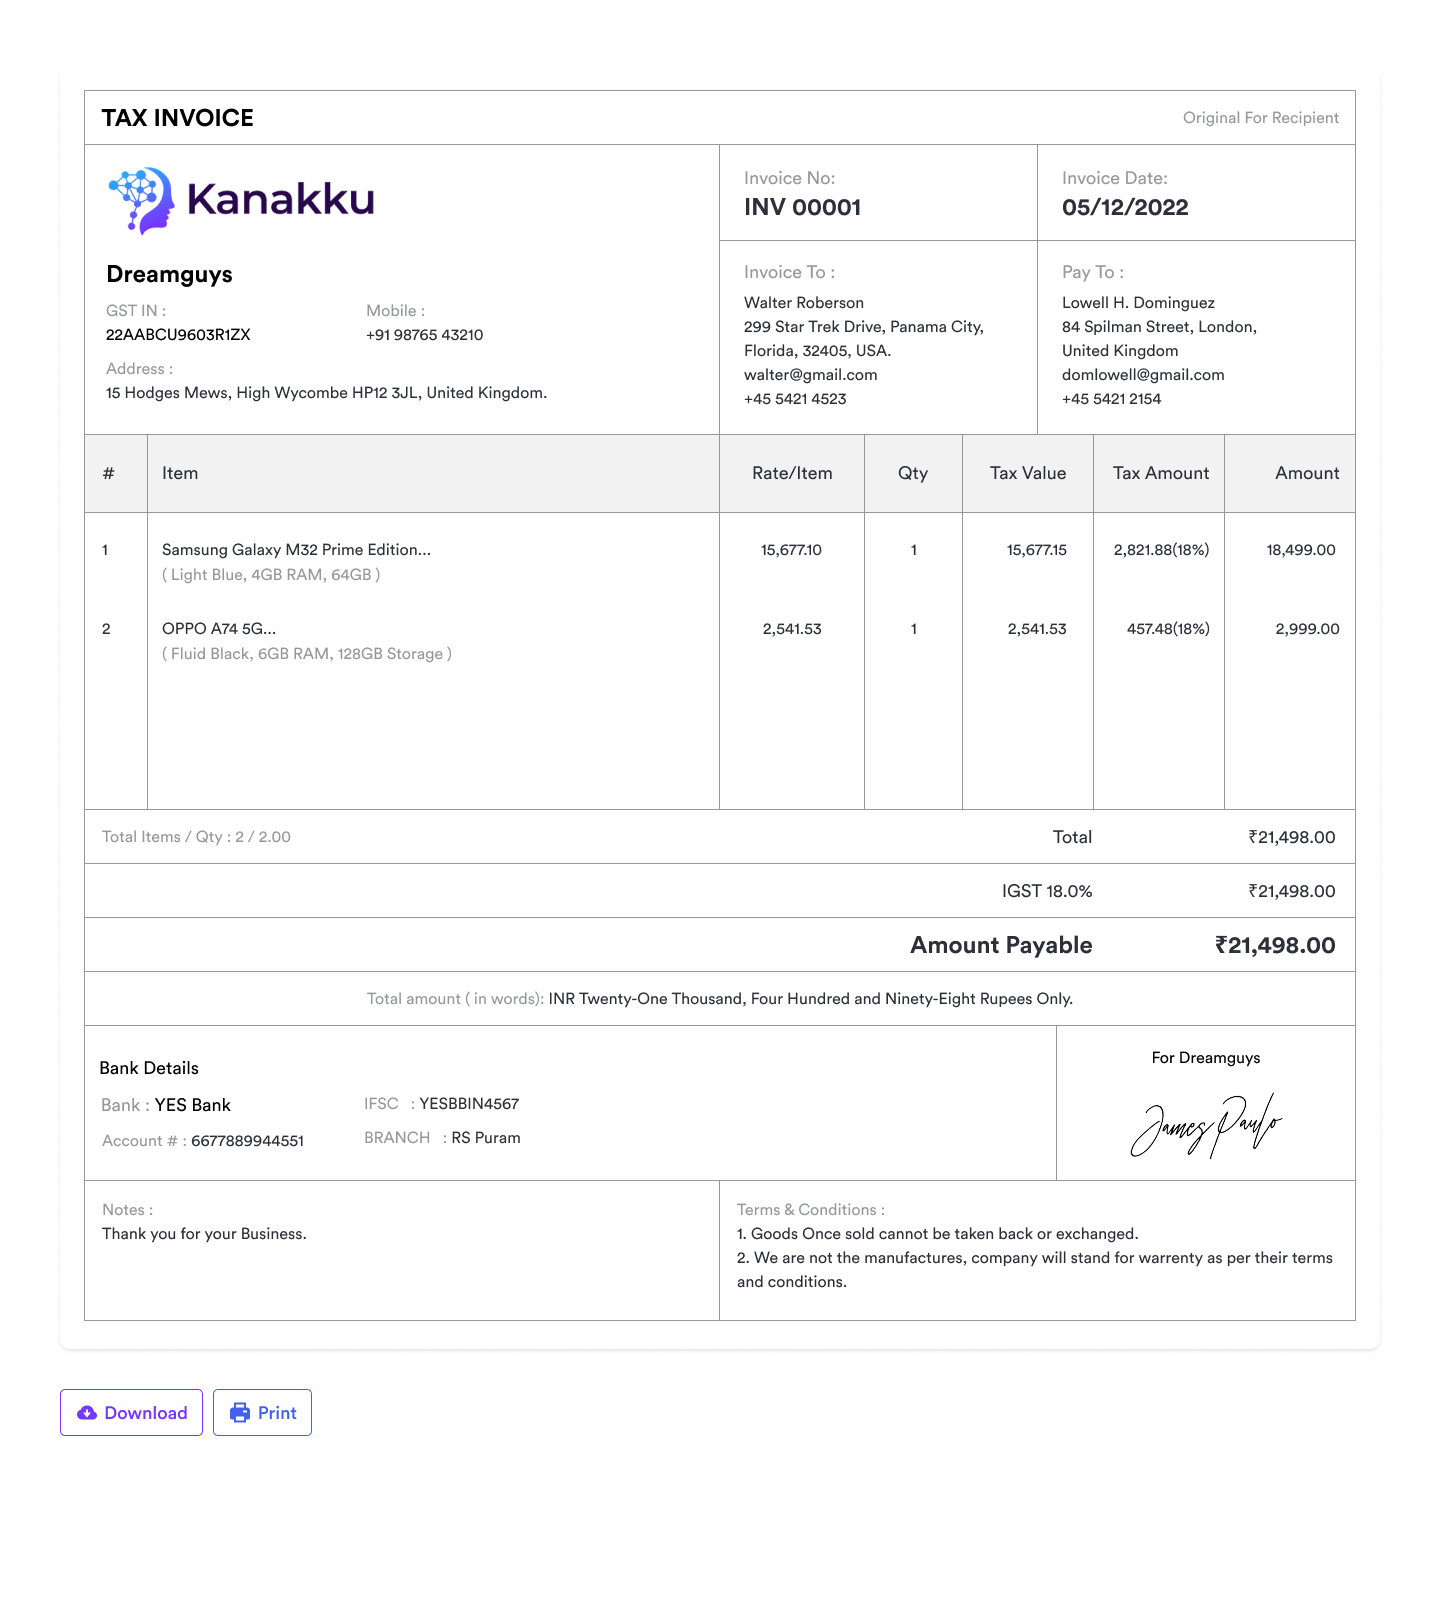 TAX INVOICE
Original For Recipient
Kanakku
Dreamguys
GST IN :
Mobile :
22AABCU9603R1ZX
+91 98765 43210
Address :
15 Hodges Mews, High Wycombe HP12 3JL, United Kingdom.
Invoice No:
INV 00001
Invoice Date:
05/12/2022
Invoice To :
Walter Roberson
299 Star Trek Drive, Panama City,
Florida, 32405, USA.
walter@gmail.com
+45 5421 4523
Pay To :
Lowell H. Dominguez
84 Spilman Street, London,
United Kingdom
domlowell@gmail.com
+45 5421 2154
# Item Rate/Item Qty Tax Value Tax Amount Amount
1 Samsung Galaxy M32 Prime Edition... 15,677.10 1 15,677.15 2,821.88(18%) 18,499.00
( Light Blue, 4GB RAM, 64GB )
2 OPPO A74 5G... 2,541.53 1 2,541.53 457.48(18%) 2,999.00
( Fluid Black, 6GB RAM, 128GB Storage )
Total Items / Qty : 2 / 2.00 Total ₹21,498.00
IGST 18.0% ₹21,498.00
Amount Payable ₹21,498.00
Total amount ( in words): INR Twenty-One Thousand, Four Hundred and Ninety-Eight Rupees Only.
Bank Details
Bank : YES Bank
IFSC : YESBBIN4567
Account # : 6677889944551
BRANCH : RS Puram
For Dreamguys
James Paulo
Notes :
Thank you for your Business.
Terms & Conditions :
1. Goods Once sold cannot be taken back or exchanged.
2. We are not the manufactures, company will stand for warrenty as per their terms
and conditions.
Download
Print